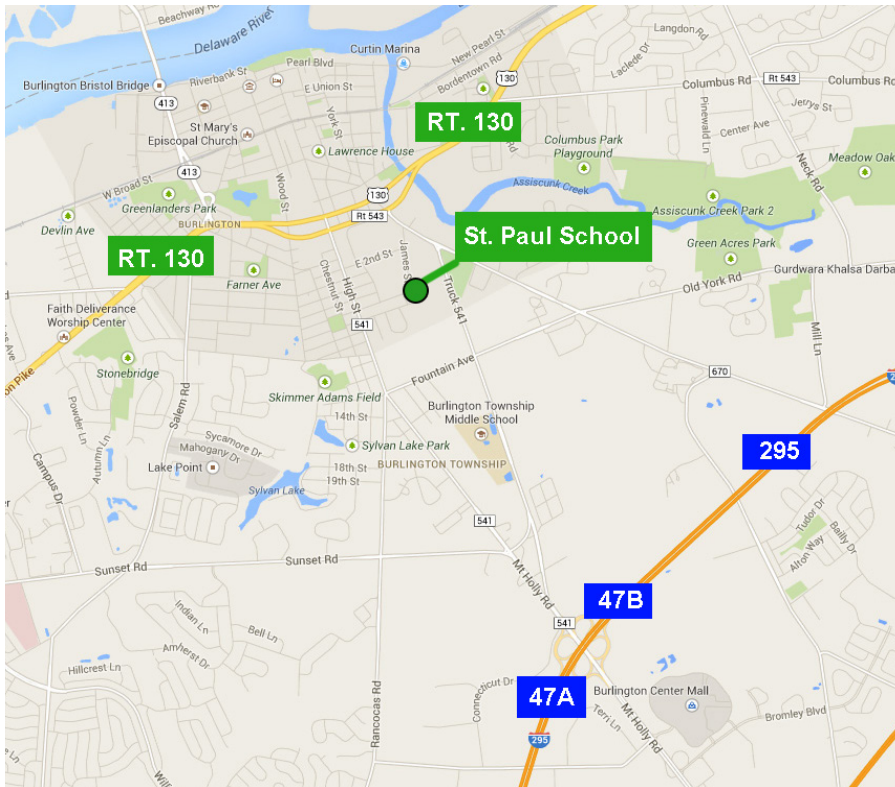 Beachway Rd
Delaware River
Pearl Blvd
Curtin Marina
New Pearl St
Bordentown Rd
Langdon Rd
Laclede Dr
Burlington Bristol Bridge
Riverbank St
E Union St
130
Columbus Rd
Rt 543
Columbus Rd
413
St Mary's
Episcopal Church
York St
RT. 130
Pinewald Ln
Jerry St
Center Ave
Lawrence House
Columbus Park
Playground
Neck Rd
Meadow Oak
413
W Broad St
Wood St
130
Assiscunk Creek
Greenlanders Park
Rt 543
Assiscunk Creek Park 2
Devlin Ave
BURLINGTON
St. Paul School
Green Acres Park
RT. 130
E 2nd St
James S
Farner Ave
Chestnut St
High St
Truck 541
Old York Rd
Gurdwara Khalsa Darba
Faith Deliverance
Worship Center
541
Mill Ln
Stonebridge
on Pike
Salem Rd
Fountain Ave
670
Skimmer Adams Field
Powder Ln
Autumn Ln
14th St
Burlington Township
Middle School
Sycamore Dr
Mahogany Dr
Sylvan Lake Park
295
Campus Dr
Lake Point
18th St
19th St
BURLINGTON TOWNSHIP
Sylvan Lake
541
Tudor Dr
Bailly Dr
Alton Way
Sunset Rd
Sunset Rd
Mt Holly Rd
47B
Indian Ln
Bell Ln
541
Amherst Dr
Hillcrest Ln
Rancocas Rd
Connecticut Dr
47A
Burlington Center Mall
Terri Ln
Mt Holly Rd
Bromley Blvd
295